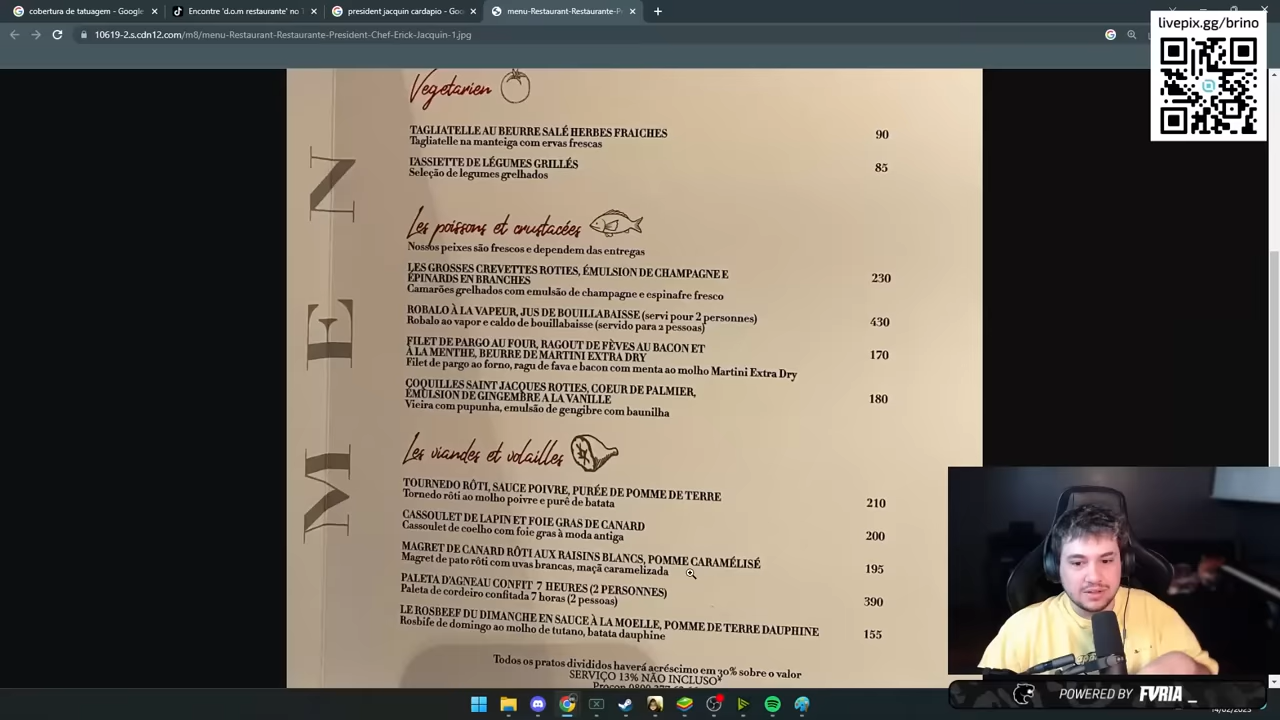 cobertura de tatuagem - Google
Encontre 'd.o.m restaurante' no
president jacquin cardapio - Goo
menu-Restaurant-Restaurante-P
10619-2.s.cdn12.com/m8/menu-Restaurant-Restaurante-President-Chef-Erick-Jacquin-1.jpg
livepix.gg/brino
MEN
Vegetarien
TAGLIATELLE AU BEURRE SALÉ HERBES FRAICHES 90
Tagliatelle na manteiga com ervas frescas
L'ASSIETTE DE LÉGUMES GRILLÉS 85
Seleção de legumes grelhados
Les poissons et crustacées
Nossos peixes são frescos e dependem das entregas
LES GROSSES CREVETTES ROTIES, ÉMULSION DE CHAMPAGNE E
ÉPINARDS EN BRANCHES 230
Camarões grelhados com emulsão de champagne e espinafre fresco
ROBALO À LA VAPEUR, JUS DE BOUILLABAISSE (servi pour 2 personnes) 430
Robalo ao vapor e caldo de bouillabaisse (servido para 2 pessoas)
FILET DE PARGO AU FOUR, RAGOUT DE FÈVES AU BACON ET
À LA MENTHE, BEURRE DE MARTINI EXTRA DRY 170
Filet de pargo ao forno, ragu de fava e bacon com menta ao molho Martini Extra Dry
COQUILLES SAINT JACQUES ROTIES, COEUR DE PALMIER,
ÉMULSION DE GINGEMBRE A LA VANILLE 180
Vieira com pupunha, emulsão de gengibre com baunilha
Les viandes et volailles
TOURNEDO RÔTI, SAUCE POIVRE, PURÉE DE POMME DE TERRE 210
Tornedo rôti ao molho poivre e purê de batata
CASSOULET DE LAPIN ET FOIE GRAS DE CANARD 200
Cassoulet de coelho com foie gras à moda antiga
MAGRET DE CANARD RÔTI AUX RAISINS BLANCS, POMME CARAMÉLISÉ 195
Magret de pato rôti com uvas brancas, maçã caramelizada
PALETA D'AGNEAU CONFIT 7 HEURES (2 PERSONNES) 390
Paleta de cordeiro confitada 7 horas (2 pessoas)
LE ROSBEEF DU DIMANCHE EN SAUCE À LA MOELLE, POMME DE TERRE DAUPHINE 155
Rosbife de domingo ao molho de tutano, batata dauphine
Todos os pratos divididos haverá acréscimo em 30% sobre o valor
SERVIÇO 13% NÃO INCLUSO*
POWERED BY FVRIA_
14/02/2023